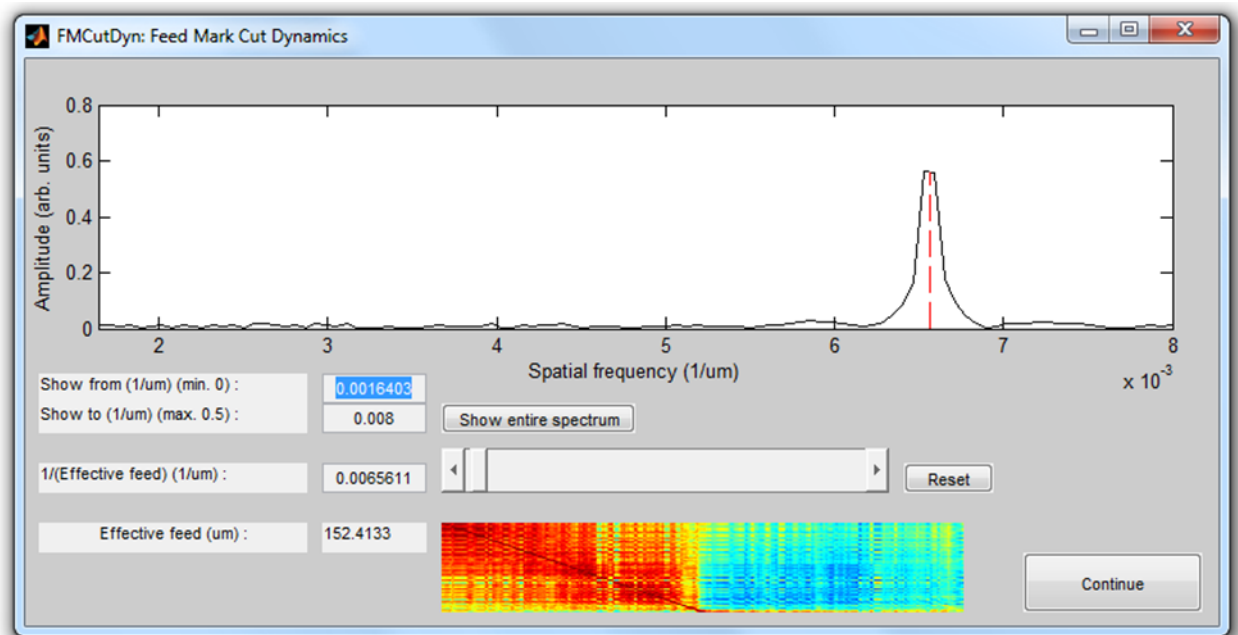 FMCutDyn: Feed Mark Cut Dynamics
Amplitude (arb. units)
0.8
0.6
0.4
0.2
0
2 3 4 5 6 7 8
Spatial frequency (1/um)
x 10⁻³
Show from (1/um) (min. 0) : 0.0016403
Show to (1/um) (max. 0.5) : 0.008 Show entire spectrum
1/(Effective feed) (1/um) : 0.0065611 Reset
Effective feed (um) : 152.4133
Continue